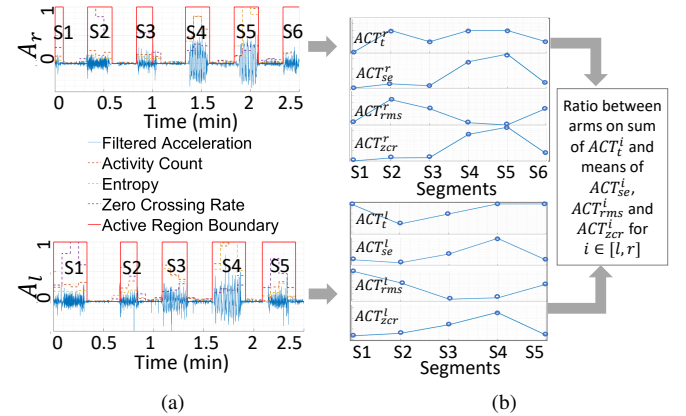 1
0
A_r
S1 S2 S3 S4 S5 S6
0 0.5 1 1.5 2 2.5
Time (min)
Filtered Acceleration
Activity Count
Entropy
Zero Crossing Rate
Active Region Boundary
1
0
A_l
S1 S2 S3 S4 S5
0 0.5 1 1.5 2 2.5
Time (min)
(a)
ACT_t^r
ACT_se^r
ACT_rms^r
ACT_zcr^r
S1 S2 S3 S4 S5 S6
Segments
ACT_t^l
ACT_se^l
ACT_rms^l
ACT_zcr^l
S1 S2 S3 S4 S5
Segments
(b)
Ratio between
arms on sum
of ACT_t^i and
means of
ACT_se^i,
ACT_rms^i and
ACT_zcr^i for
i ∈ [l, r]